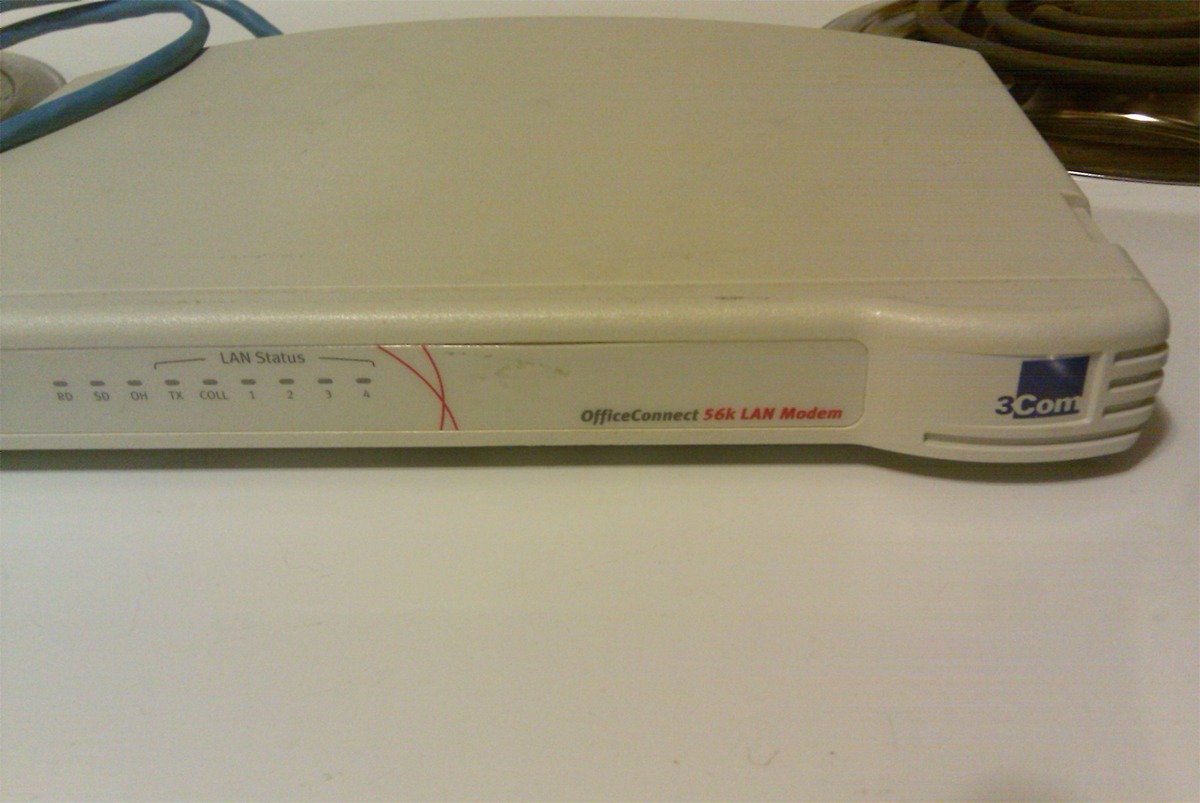 LAN Status
RD SD OH TX COLL 1 2 3 4
OfficeConnect 56k LAN Modem
3Com